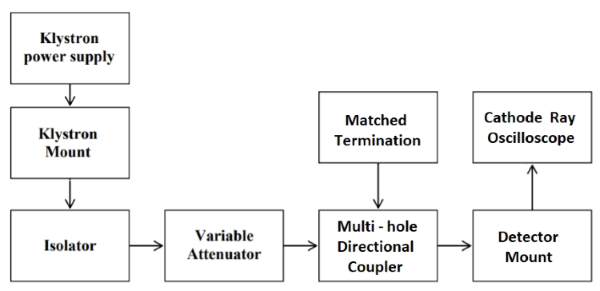 Klystron
power supply
Klystron
Mount
Matched
Termination
Cathode Ray
Oscilloscope
Isolator
Variable
Attenuator
Multi - hole
Directional
Coupler
Detector
Mount